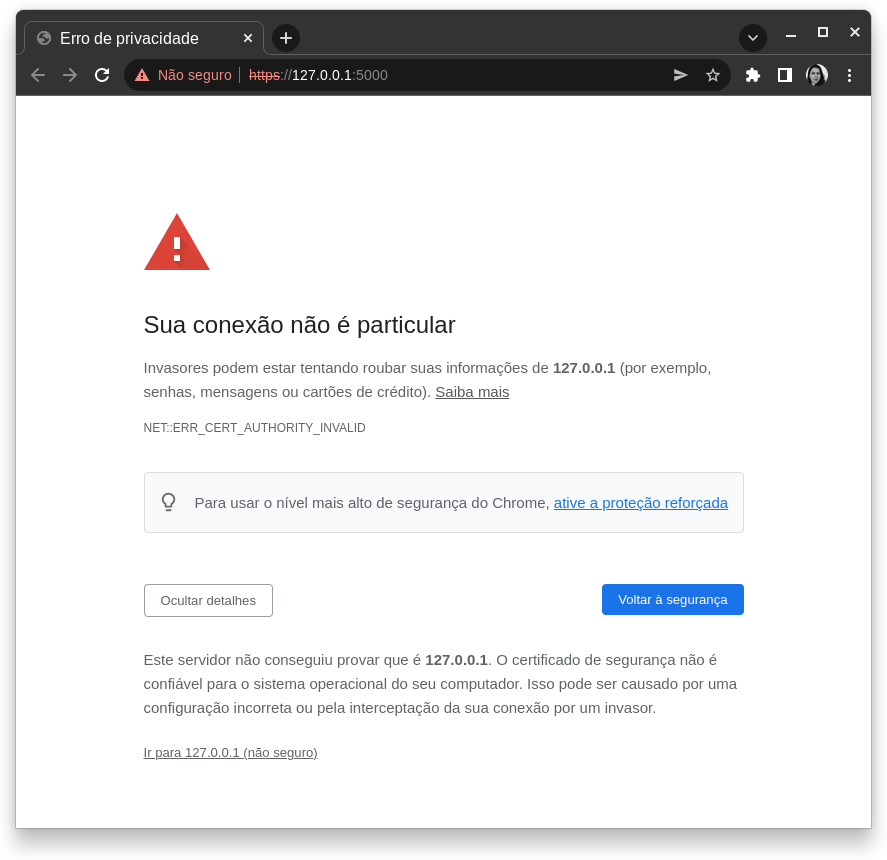 Erro de privacidade
Não seguro https://127.0.0.1:5000
Sua conexão não é particular
Invasores podem estar tentando roubar suas informações de 127.0.0.1 (por exemplo,
senhas, mensagens ou cartões de crédito). Saiba mais
NET::ERR_CERT_AUTHORITY_INVALID
Para usar o nível mais alto de segurança do Chrome, ative a proteção reforçada
Ocultar detalhes
Voltar à segurança
Este servidor não conseguiu provar que é 127.0.0.1. O certificado de segurança não é
confiável para o sistema operacional do seu computador. Isso pode ser causado por uma
configuração incorreta ou pela interceptação da sua conexão por um invasor.
Ir para 127.0.0.1 (não seguro)